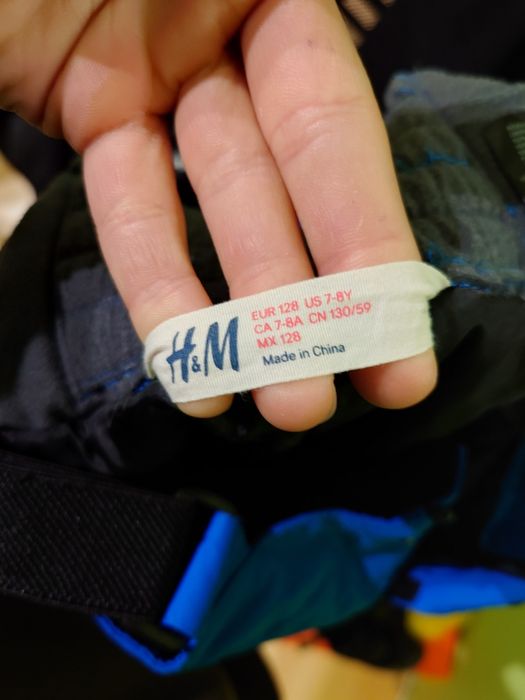 H&M
EUR 128 US 7-8Y
CA 7-8A CN 130/59
MX 128
Made in China